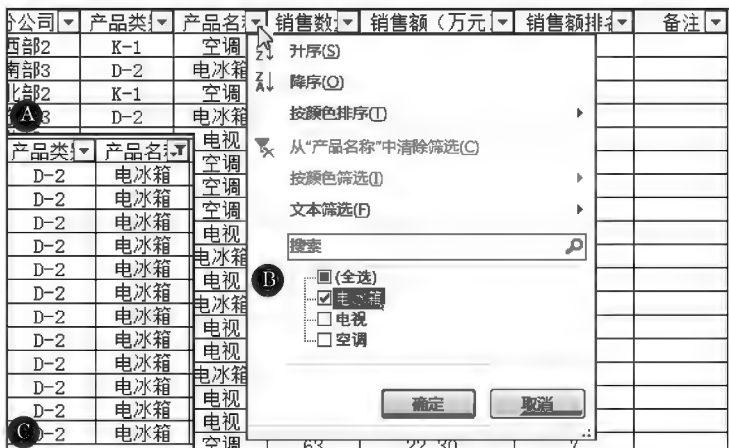 分公司 产品类 产品名 销售数 销售额（万元 销售额排名 备注
西部2 K-1 空调
南部3 D-2 电冰箱
北部2 K-1 空调
3 D-2 电冰箱
A
产品类 产品名
D-2 电冰箱
D-2 电冰箱
D-2 电冰箱
D-2 电冰箱
D-2 电冰箱
D-2 电冰箱
D-2 电冰箱
D-2 电冰箱
D-2 电冰箱
D-2 电冰箱
D-2 电冰箱
D-2 电冰箱
C
电视
空调
空调
空调
电视
电冰箱
电视
电冰箱
电视
电视
电冰箱
电视
电视
空调 63 22.30 7
升序(S)
降序(O)
按颜色排序(T)
从“产品名称”中清除筛选(C)
按颜色筛选(I)
文本筛选(F)
搜索
B
(全选)
电冰箱
电视
空调
确定 取消